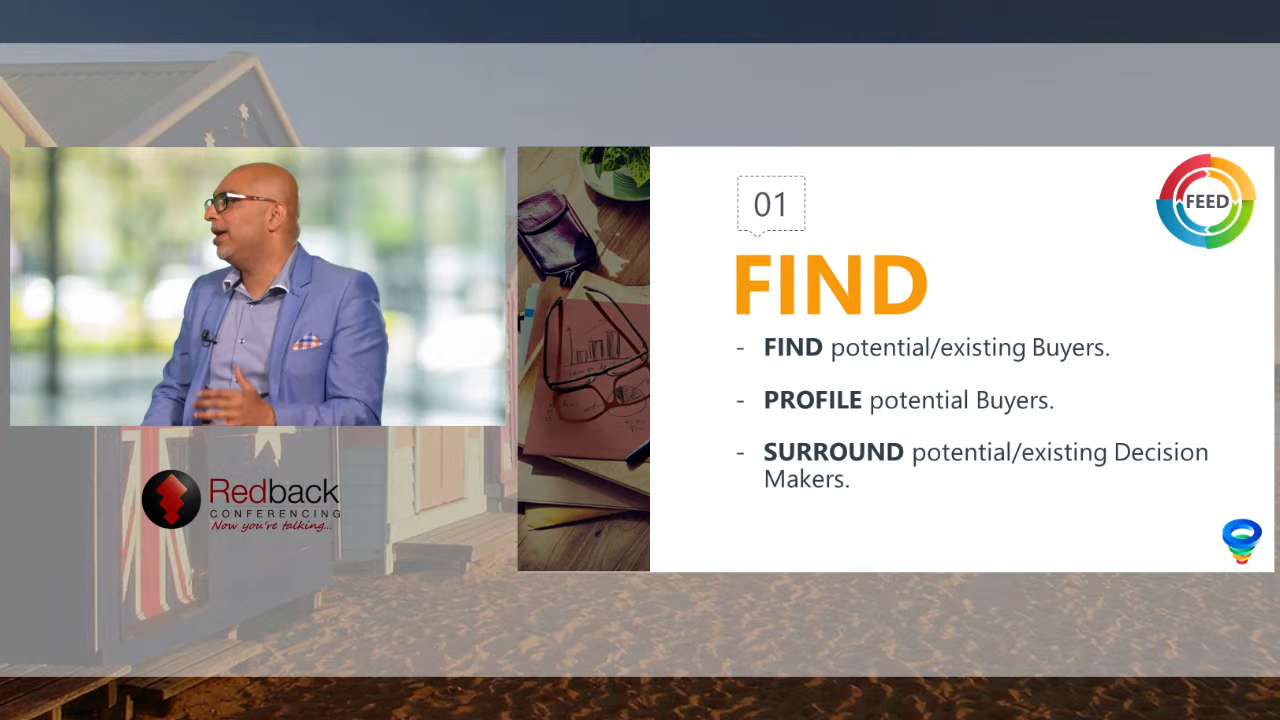 01
FEED
FIND
- FIND potential/existing Buyers.
- PROFILE potential Buyers.
- SURROUND potential/existing Decision
Makers.
Redback
CONFERENCING
Now you're talking...